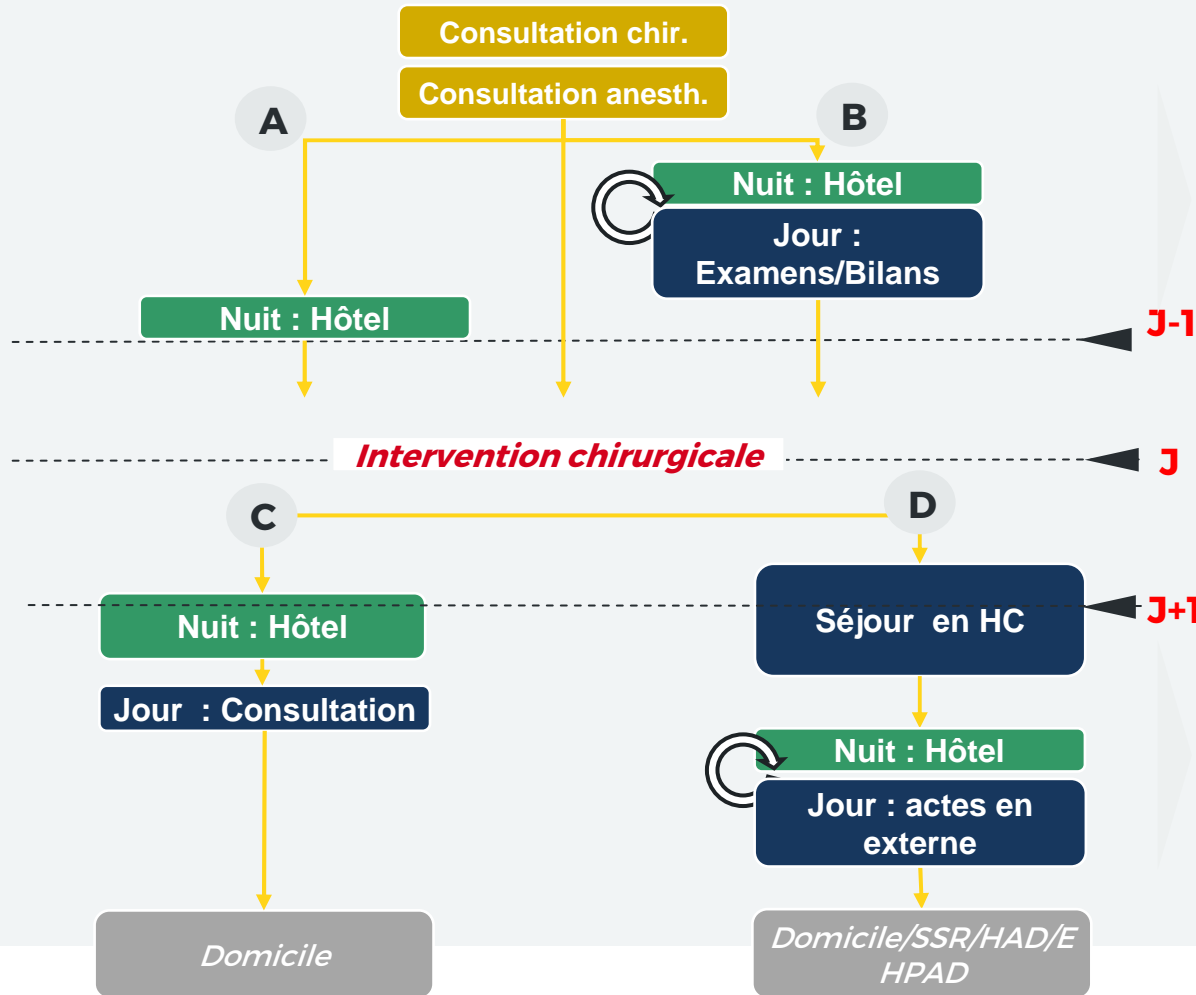 Consultation chir.
Consultation anesth.
A
B
Nuit : Hôtel
Jour :
Examens/Bilans
Nuit : Hôtel
J-1
Intervention chirurgicale
J
C
D
Nuit : Hôtel
Séjour en HC
J+1
Jour : Consultation
Nuit : Hôtel
Jour : actes en
externe
Domicile
Domicile/SSR/HAD/E
HPAD